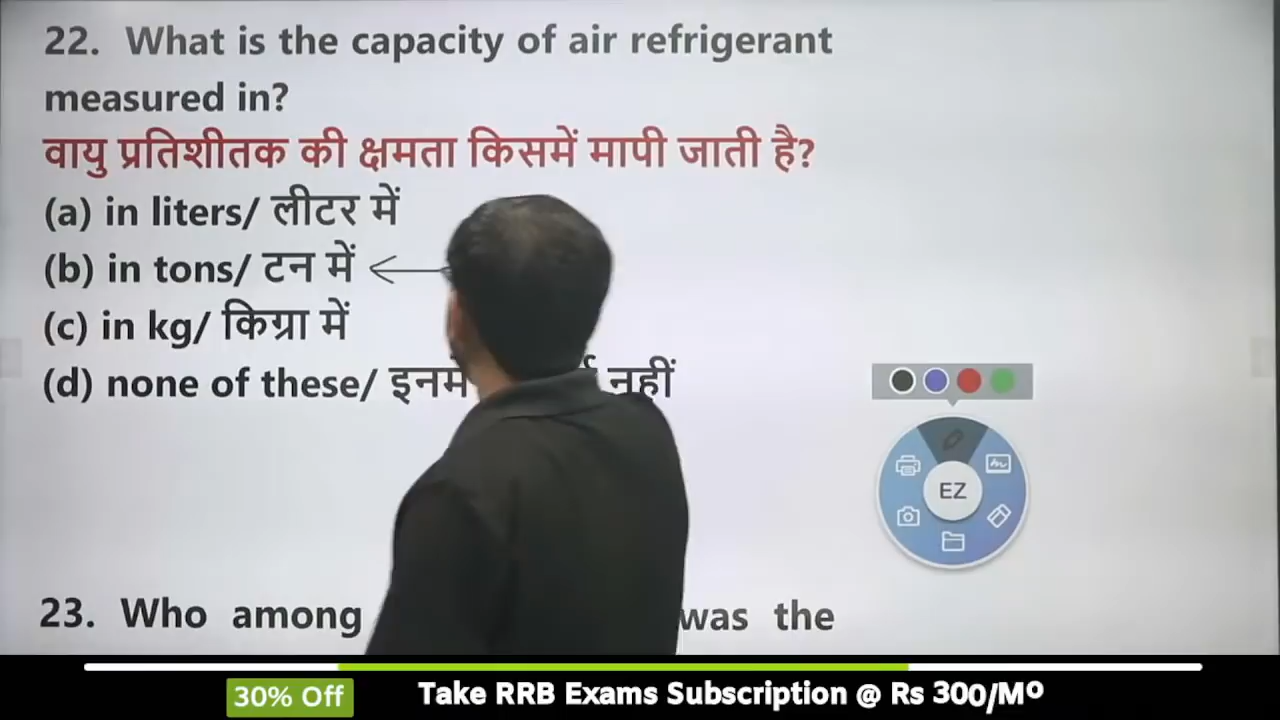 22. What is the capacity of air refrigerant
measured in?
वायु प्रतिशीतक की क्षमता किसमें मापी जाती है?
(a) in liters/ लीटर में
(b) in tons/ टन में
(c) in kg/ किग्रा में
(d) none of these/ इनमें नहीं
EZ
23. Who among was the
30% Off Take RRB Exams Subscription @ Rs 300/Mº